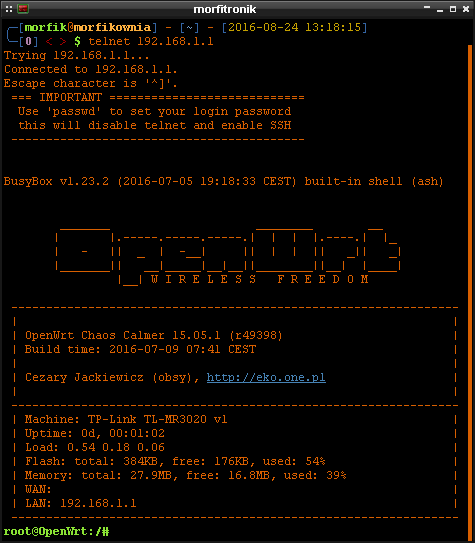 morfitronik
[morfik@morfikownia] - [~] - [2016-08-24 13:18:15]
[0] < > $ telnet 192.168.1.1
Trying 192.168.1.1...
Connected to 192.168.1.1.
Escape character is '^]'.
=== IMPORTANT ============================
Use 'passwd' to set your login password
this will disable telnet and enable SSH
------------------------------------------
BusyBox v1.23.2 (2016-07-05 19:18:33 CEST) built-in shell (ash)
OpenWrt
W I R E L E S S   F R E E D O M
OpenWrt Chaos Calmer 15.05.1 (r49398)
Build time: 2016-07-09 07:41 CEST
Cezary Jackiewicz (obsy), http://eko.one.pl
Machine: TP-Link TL-MR3020 v1
Uptime: 0d, 00:01:02
Load: 0.54 0.18 0.06
Flash: total: 384KB, free: 176KB, used: 54%
Memory: total: 27.9MB, free: 16.8MB, used: 39%
WAN:
LAN: 192.168.1.1
root@OpenWrt:/#